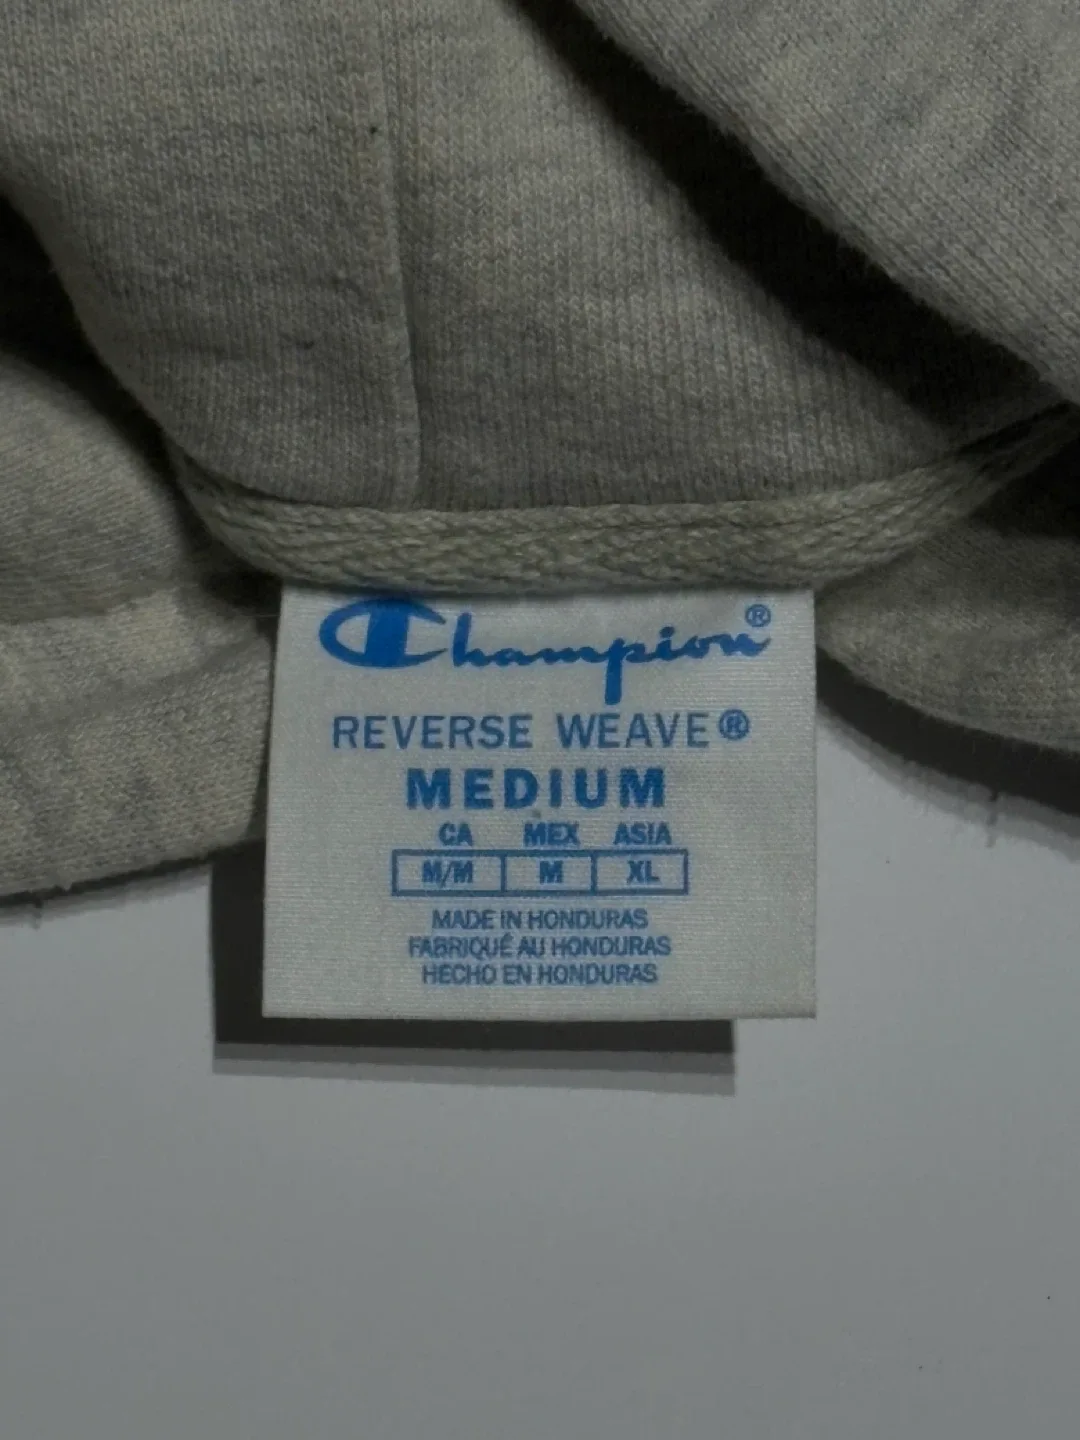 Champion®
REVERSE WEAVE®
MEDIUM
CA MEX ASIA
M/M M XL
MADE IN HONDURAS
FABRIQUÉ AU HONDURAS
HECHO EN HONDURAS